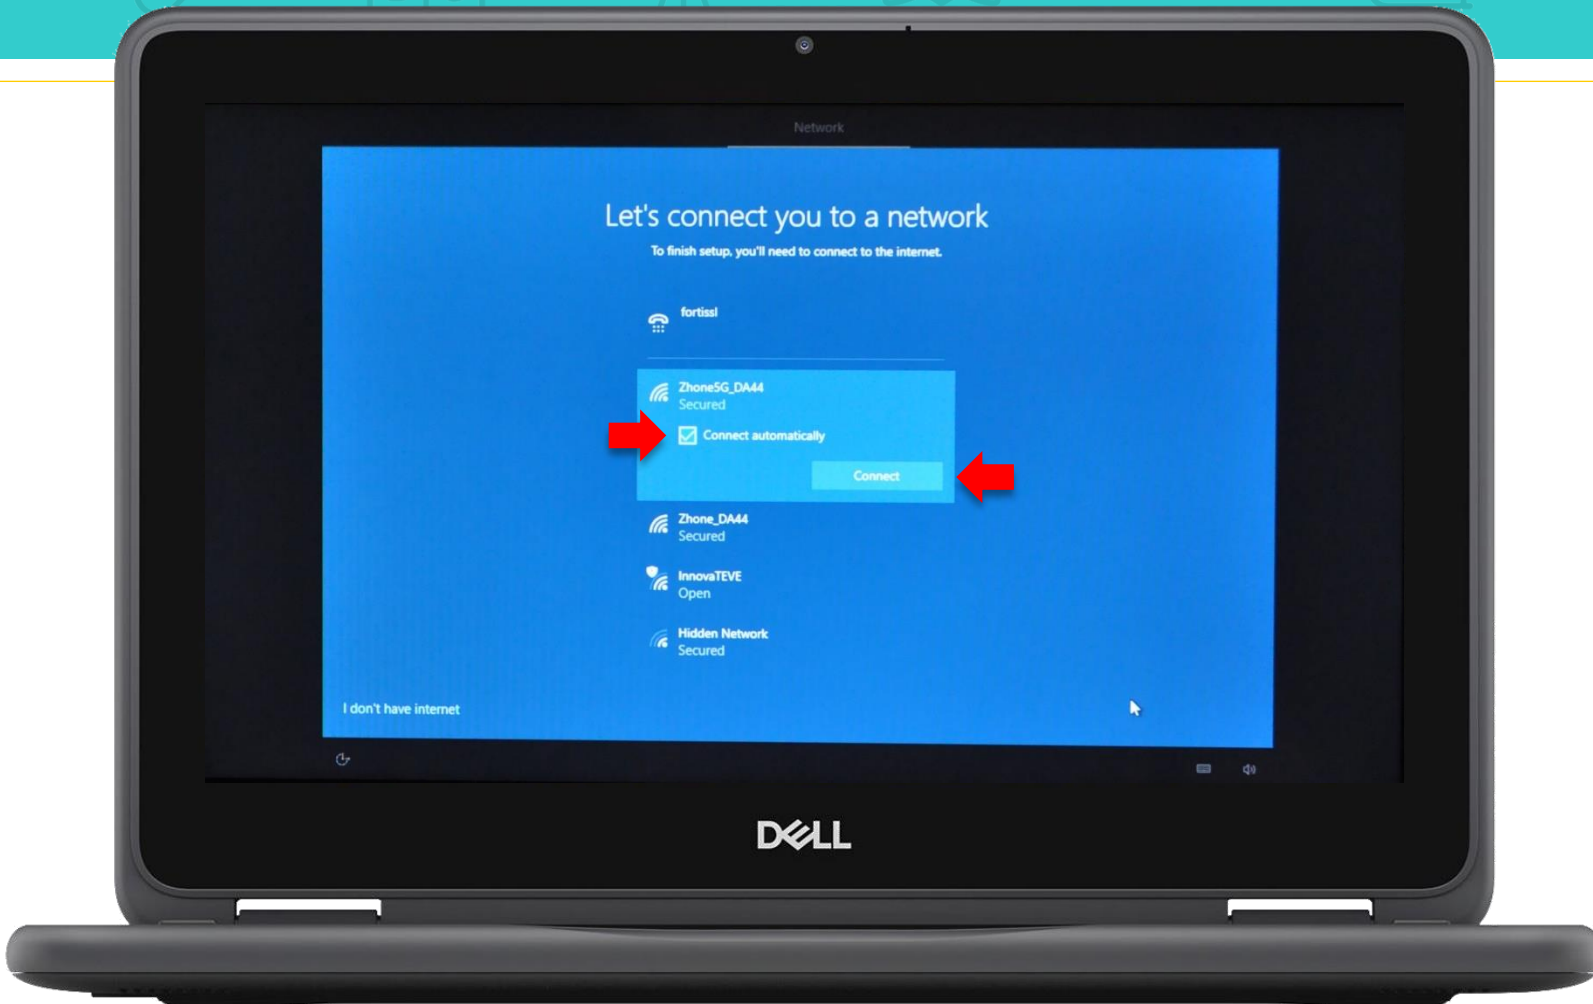 Network
Let's connect you to a network
To finish setup, you'll need to connect to the internet.
fortissl
Zhone5G_DA44
Secured
Connect automatically
Connect
Zhone_DA44
Secured
InnovaTEVE
Open
Hidden Network
Secured
I don't have internet
DELL